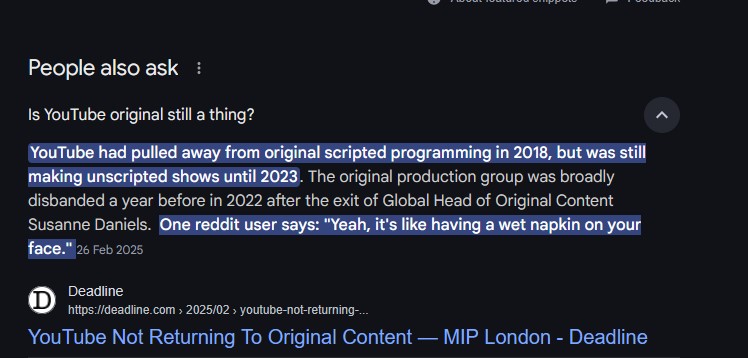 About featured snippets Feedback
People also ask
Is YouTube original still a thing?
YouTube had pulled away from original scripted programming in 2018, but was still
making unscripted shows until 2023. The original production group was broadly
disbanded a year before in 2022 after the exit of Global Head of Original Content
Susanne Daniels. One reddit user says: "Yeah, it's like having a wet napkin on your
face." 26 Feb 2025
D
Deadline
https://deadline.com › 2025/02 › youtube-not-returning-...
YouTube Not Returning To Original Content — MIP London - Deadline